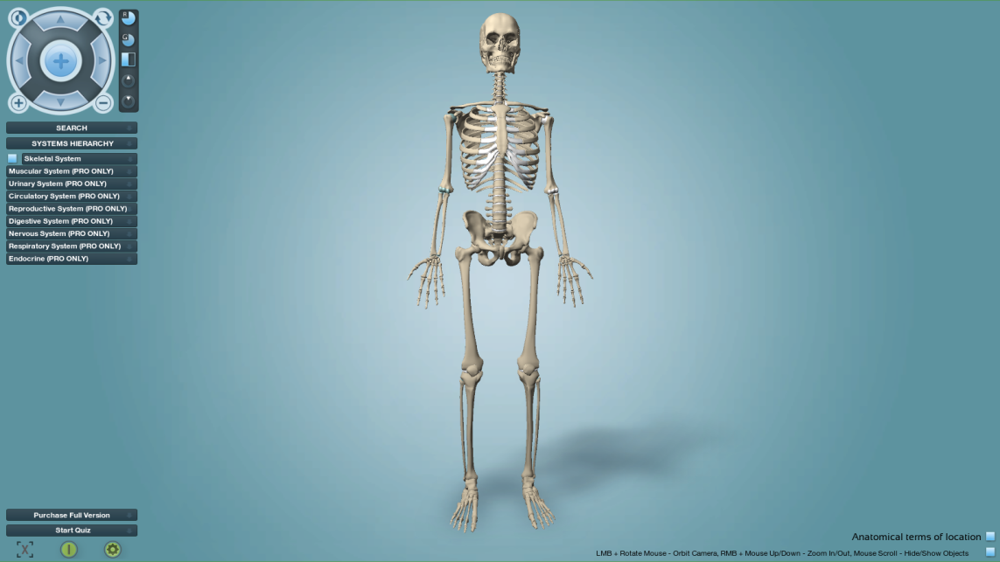 SEARCH
SYSTEMS HIERARCHY
Skeletal System
Muscular System (PRO ONLY)
Urinary System (PRO ONLY)
Circulatory System (PRO ONLY)
Reproductive System (PRO ONLY)
Digestive System (PRO ONLY)
Nervous System (PRO ONLY)
Respiratory System (PRO ONLY)
Endocrine (PRO ONLY)
Purchase Full Version
Start Quiz
Anatomical terms of location
LMB + Rotate Mouse - Orbit Camera, RMB + Mouse Up/Down - Zoom In/Out, Mouse Scroll - Hide/Show Objects